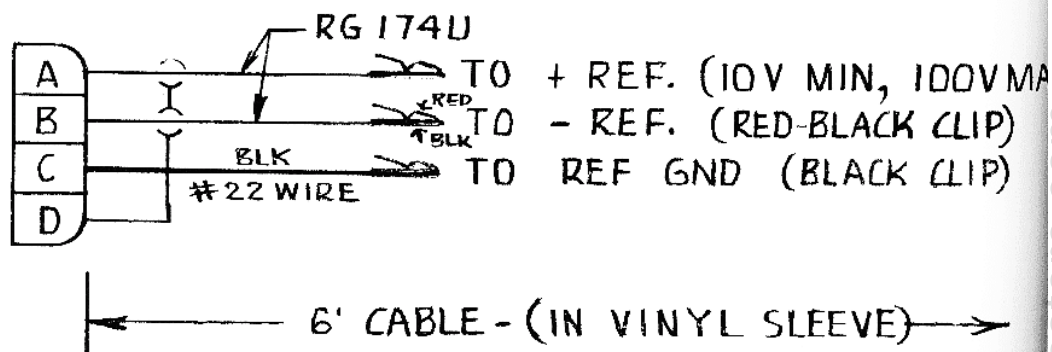 RG 174U
A TO + REF. (10V MIN, 100V
RED
B TO - REF. (RED-BLACK CLIP)
BLK
BLK
C TO REF GND (BLACK CLIP)
#22 WIRE
D
6' CABLE - (IN VINYL SLEEVE)